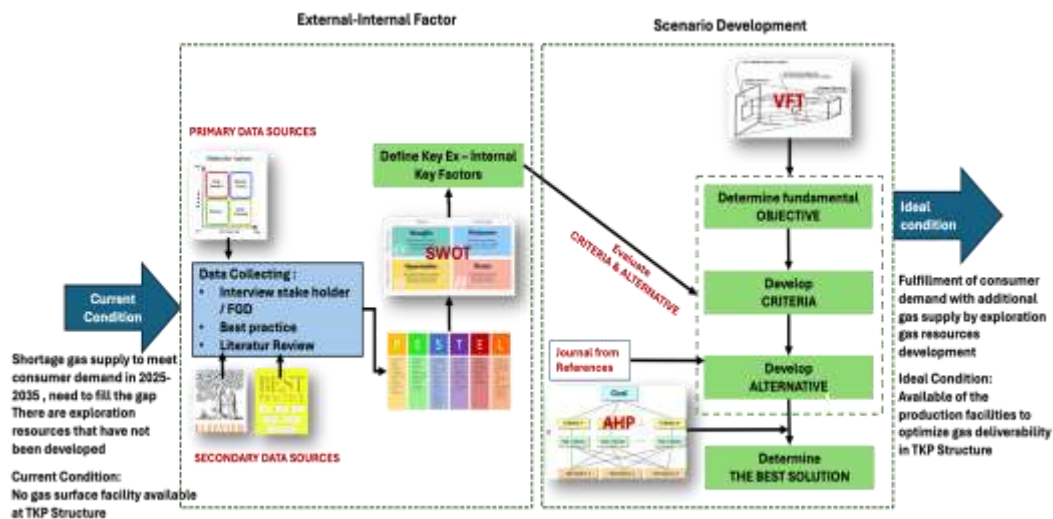 External-Internal Factor
Scenario Development
PRIMARY DATA SOURCES
VFT
Define Key Ex – Internal
Key Factors
Determine fundamental
OBJECTIVE
Ideal
condition
SWOT
Evaluate
CRITERIA & ALTERNATIVE
Data Collecting :
• Interview stake holder
/ FGD
• Best practice
• Literatur Review
Current
Condition
Develop
CRITERIA
Fulfillment of consumer
demand with additional
gas supply by exploration
gas resources
development
Ideal Condition:
Available of the
production facilities to
optimize gas deliverability
in TKP Structure
P E S T E L
Journal from
References
Develop
ALTERNATIVE
Shortage gas supply to meet
consumer demand in 2025-
2035 , need to fill the gap
There are exploration
resources that have not
been developed
Current Condition:
No gas surface facility available
at TKP Structure
BEST
ELSEVIER
SECONDARY DATA SOURCES
Goal
AHP
Determine
THE BEST SOLUTION